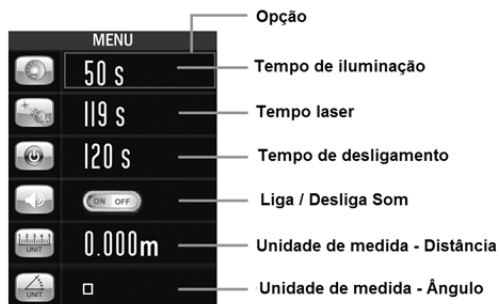 Opção
MENU
50 s Tempo de iluminação
119 s Tempo laser
120 s Tempo de desligamento
ON OFF Liga / Desliga Som
UNIT 0.000m Unidade de medida - Distância
UNIT Unidade de medida - Ângulo